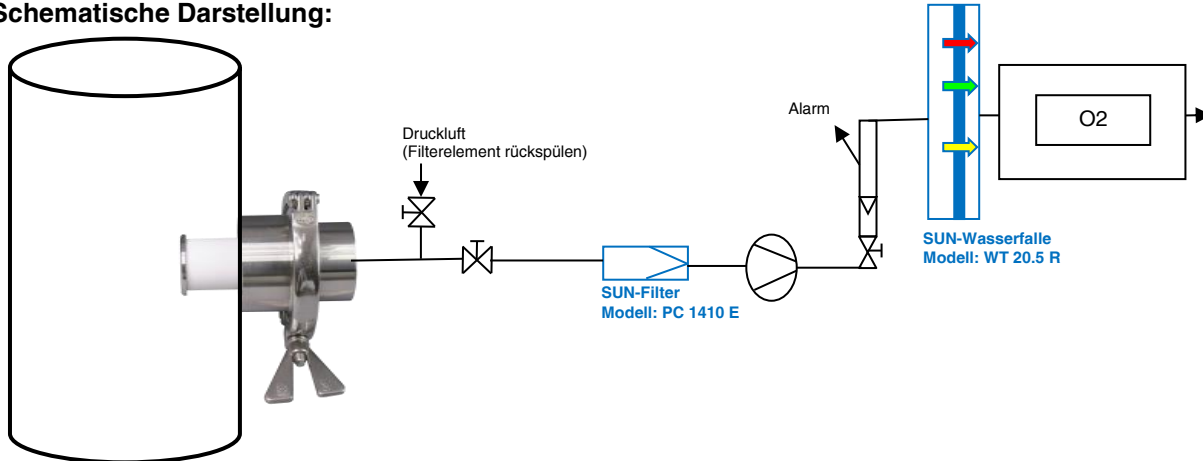 Schematische Darstellung:
Druckluft
(Filterelement rückspülen)
Alarm
O2
SUN-Wasserfalle
Modell: WT 20.5 R
SUN-Filter
Modell: PC 1410 E